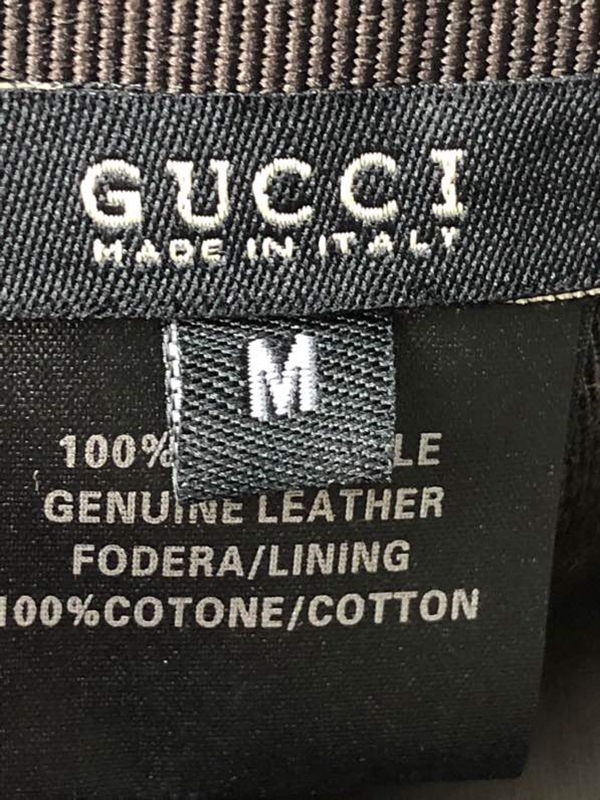 GUCCI
MADE IN ITALY
M
100%
GENUINE LEATHER
FODERA/LINING
100%COTONE/COTTON